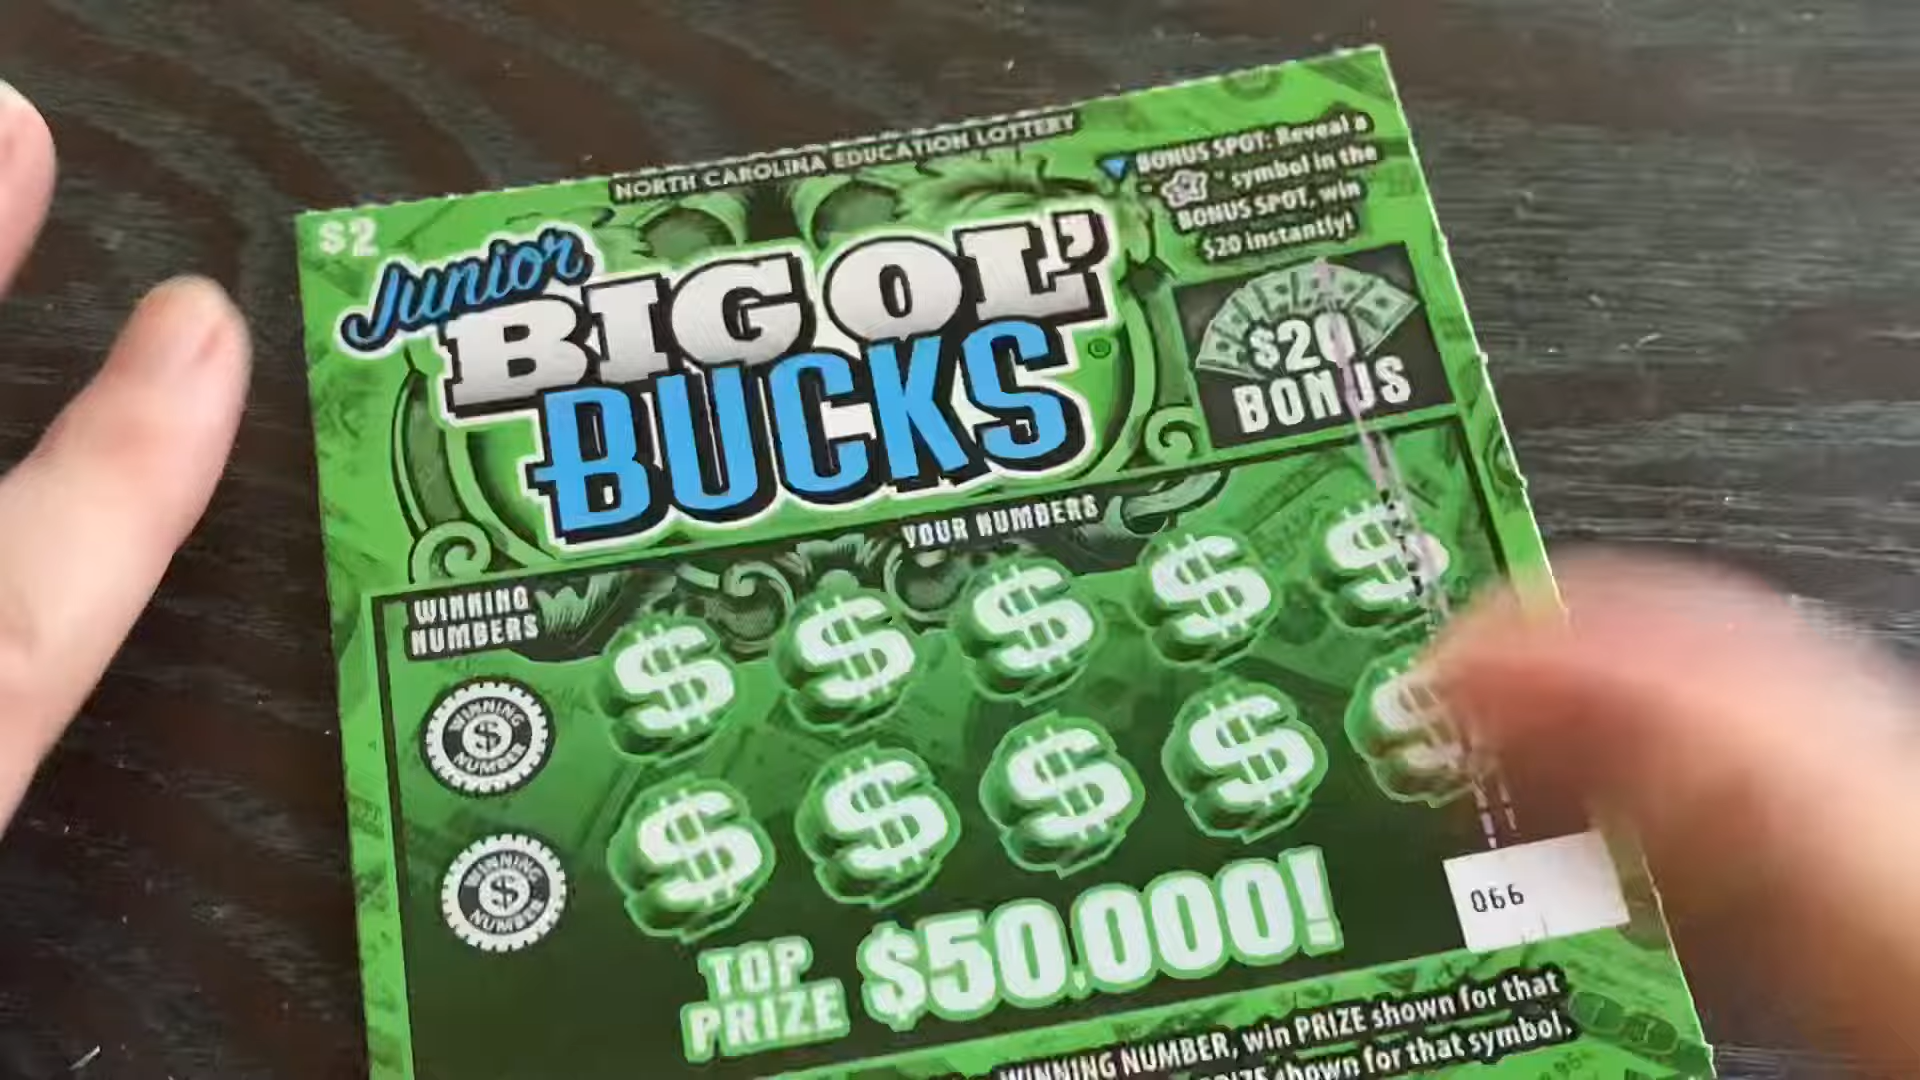 NORTH CAROLINA EDUCATION LOTTERY
$2
Junior
BIG OL'
BUCKS
®
BONUS SPOT: Reveal a
" " symbol in the
BONUS SPOT, win
$20 instantly!
$20
BONUS
YOUR NUMBERS
WINNING
NUMBERS
$ $ $ $ $
WINNING
$
NUMBER
$ $ $ $ $
WINNING
$
NUMBER
TOP
PRIZE
$50,000!
066
WINNING NUMBER, win PRIZE shown for that
PRIZE shown for that symbol,